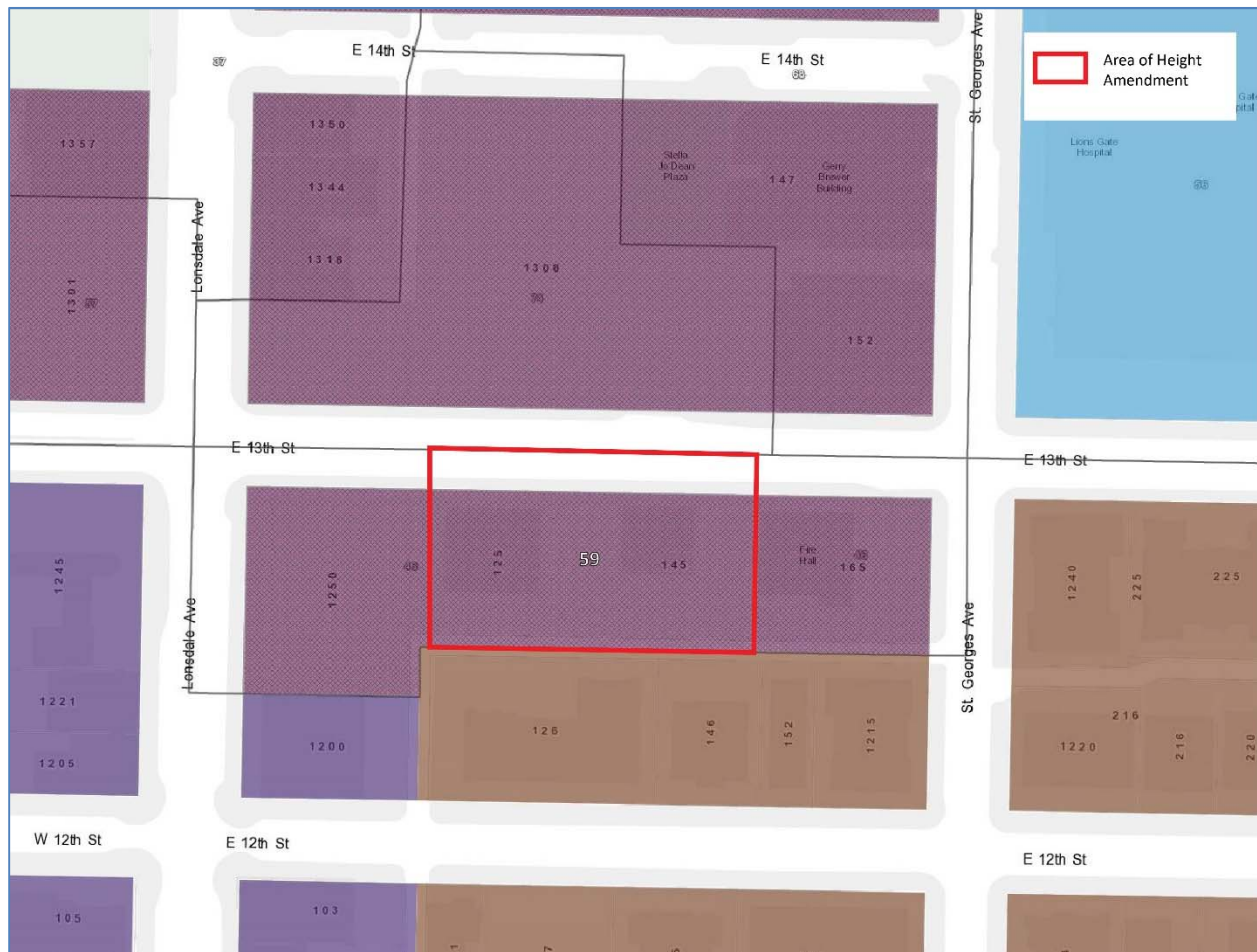 E 14th St
E 14th St
37
68
St. Georges Ave
Area of Height
Amendment
Lions Gate
Hospital
1357
1350
1344
1318
1301
Lonsdale Ave
Stella
Jo Dean
Plaza
147
Gerry
Brewer
Building
1308
152
E 13th St
E 13th St
1245
1250
125
59
145
Fire
Hall
165
1240
225
225
Lonsdale Ave
St. Georges Ave
1221
1205
1200
126
146
152
1215
216
1220
216
220
W 12th St
E 12th St
E 12th St
105
103